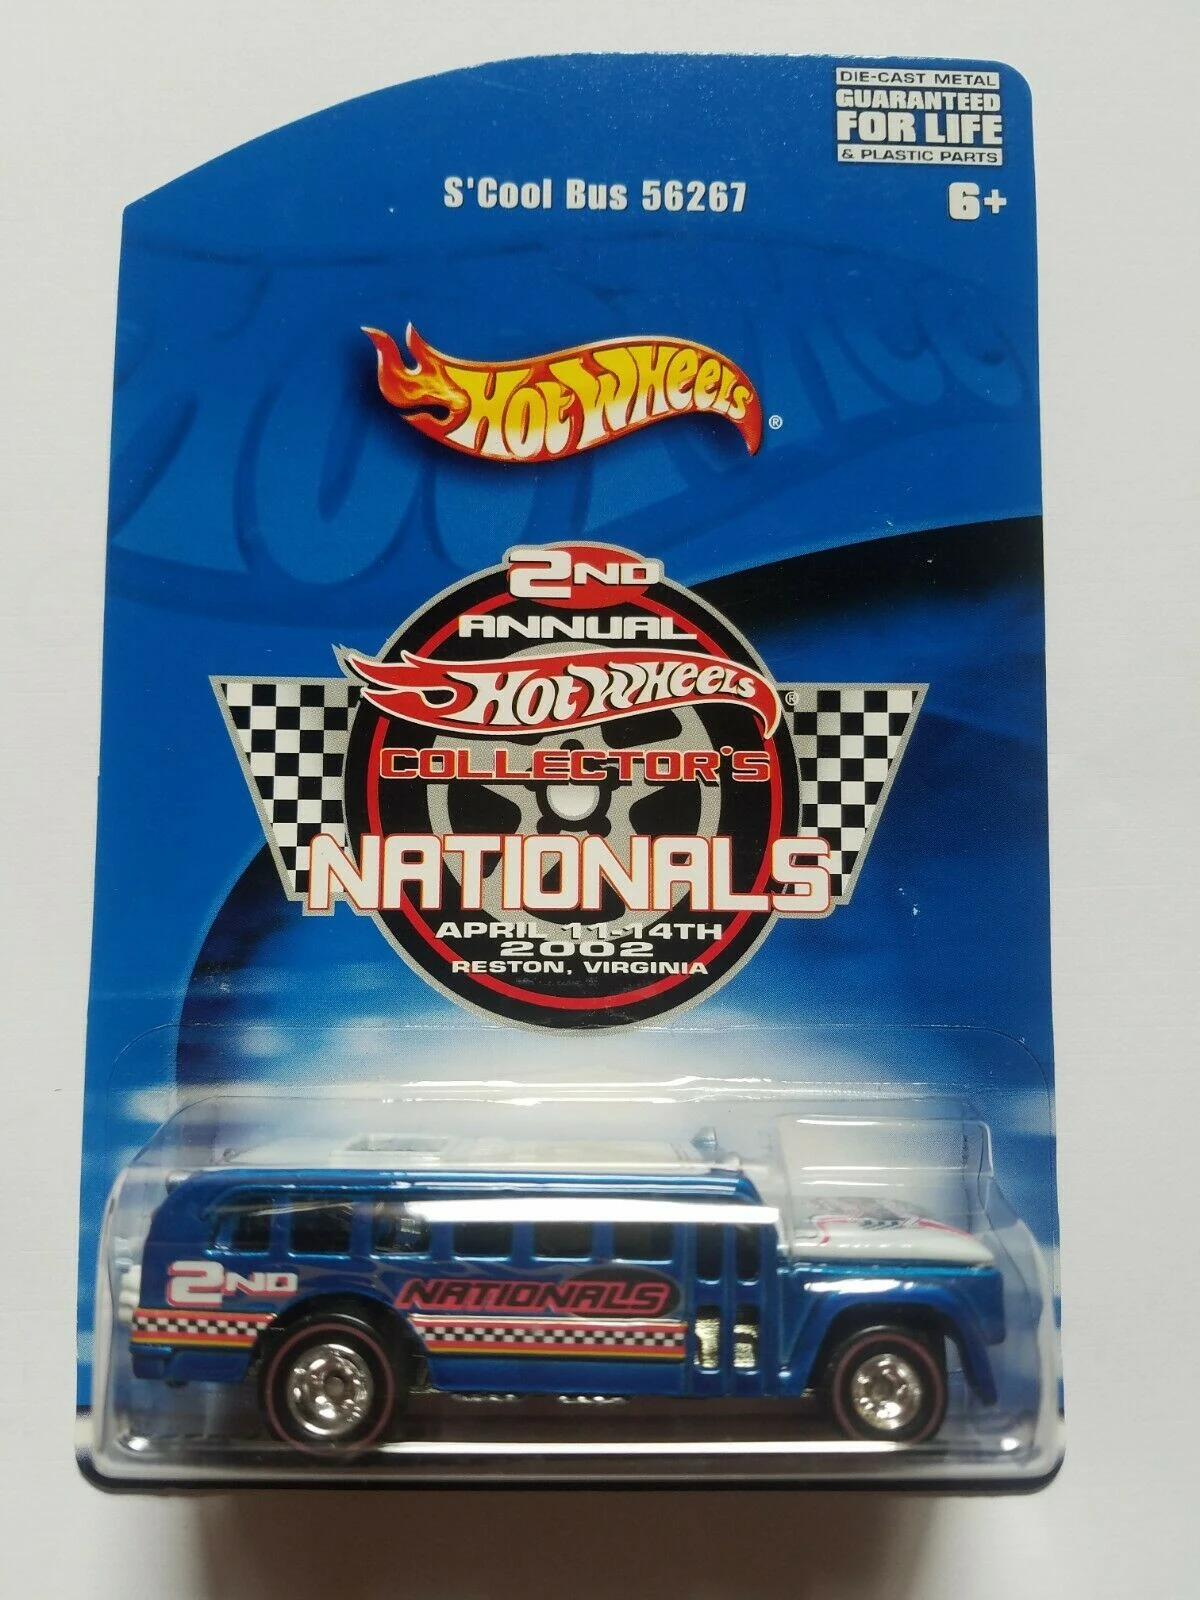 DIE-CAST METAL
GUARANTEED
FOR LIFE
& PLASTIC PARTS
S'Cool Bus 56267
6+
Hot Wheels®
2ND
ANNUAL
Hot Wheels®
COLLECTOR'S
NATIONALS
APRIL 11-14TH
2002
RESTON, VIRGINIA
2ND
NATIONALS